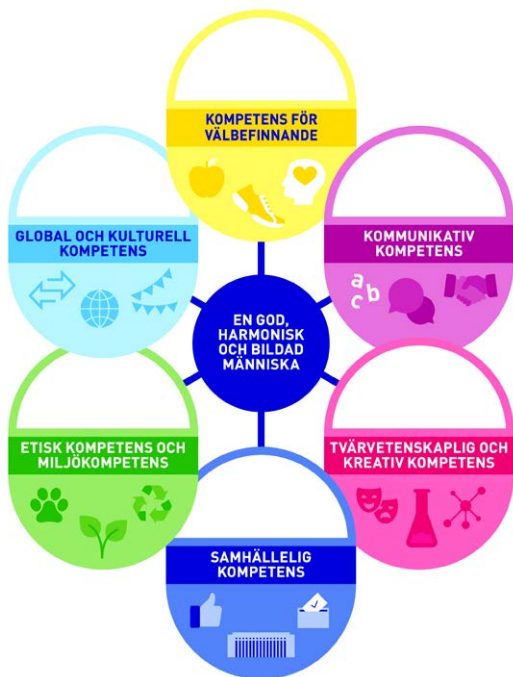 KOMPETENS FÖR
VÄLBEFINNANDE
GLOBAL OCH KULTURELL
KOMPETENS
KOMMUNIKATIV
KOMPETENS
a
b
c
EN GOD,
HARMONISK
OCH BILDAD
MÄNNISKA
ETISK KOMPETENS OCH
MILJÖKOMPETENS
TVÄRVETENSKAPLIG OCH
KREATIV KOMPETENS
SAMHÄLLELIG
KOMPETENS